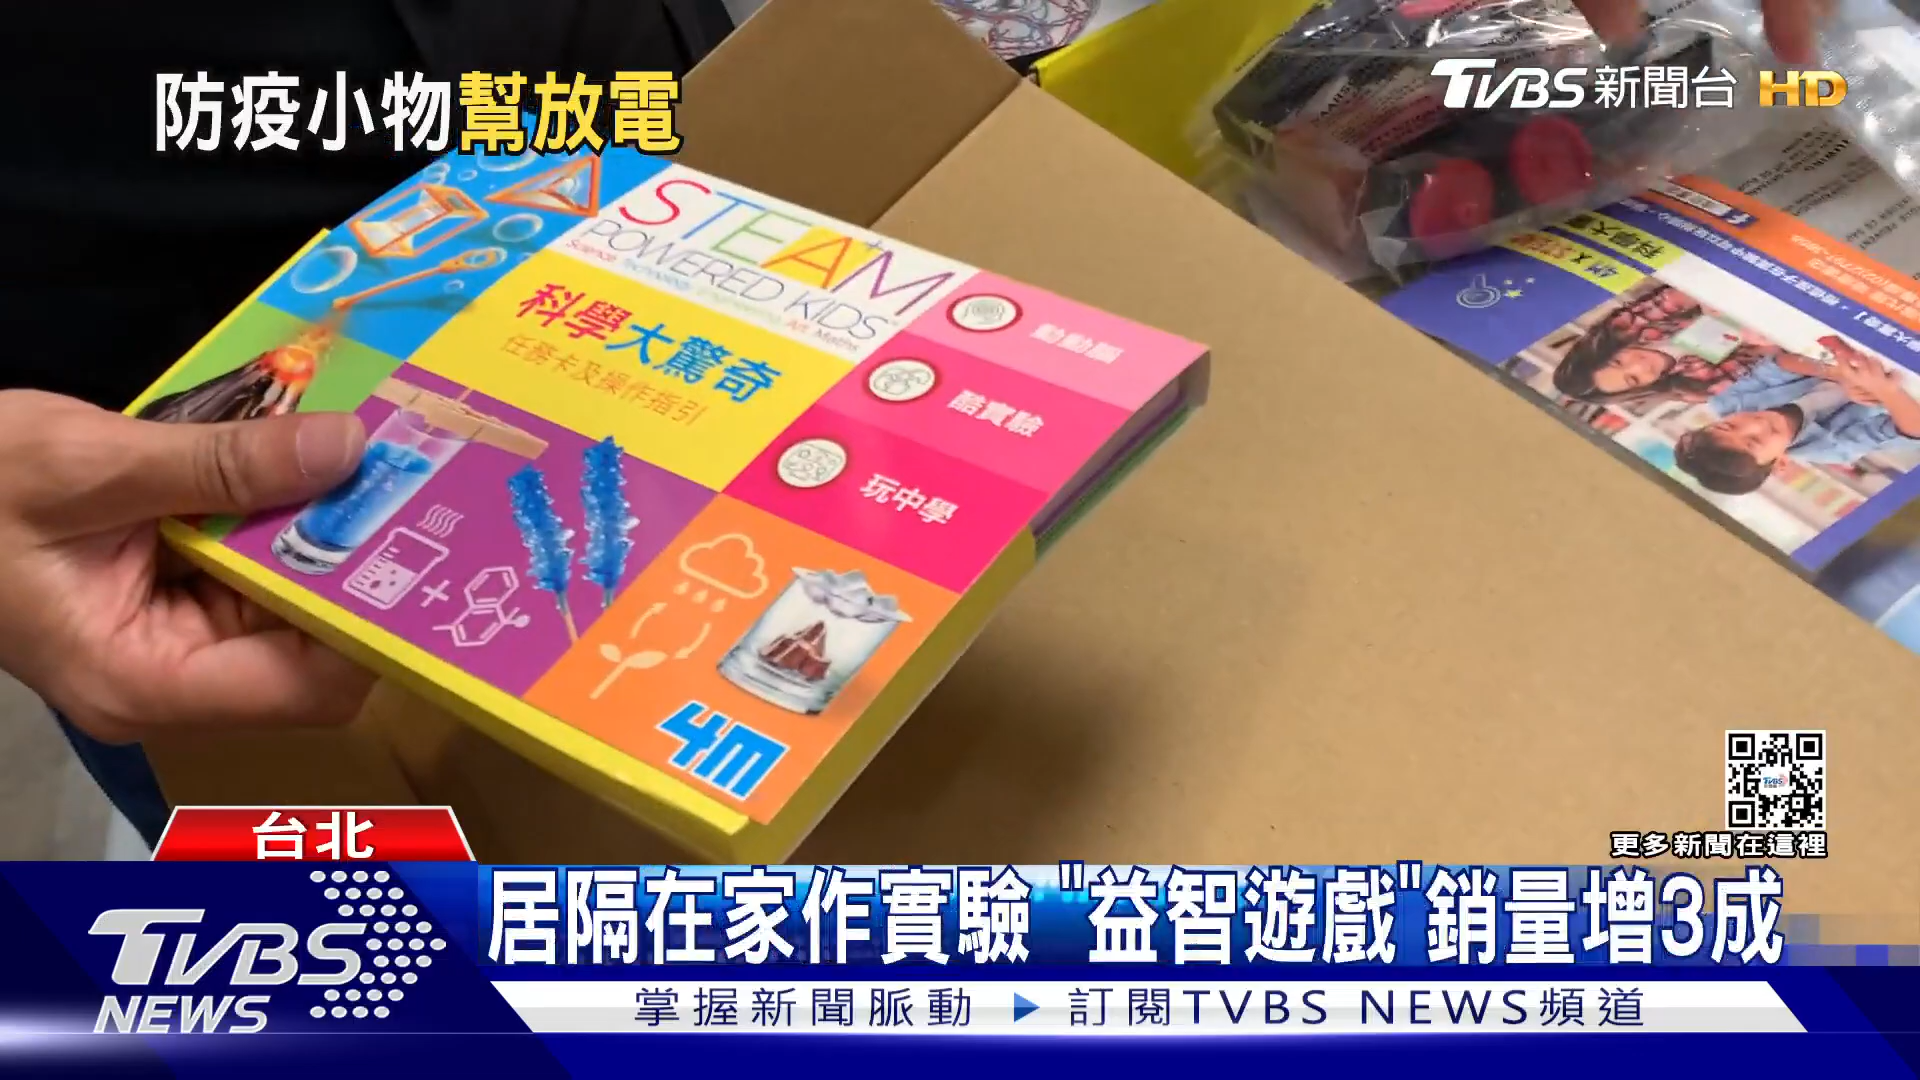 防疫小物幫放電
TVBS新聞台 HD
STEAM
POWERED KIDS
Science Technology Engineering Art Maths
科學大驚奇
任務卡及操作指引
動動腦
酷實驗
玩中學
4M
科學大
更多新聞在這裡
台北
居隔在家作實驗 "益智遊戲"銷量增3成
TVBS
NEWS
掌握新聞脈動 ▶ 訂閱TVBS NEWS頻道